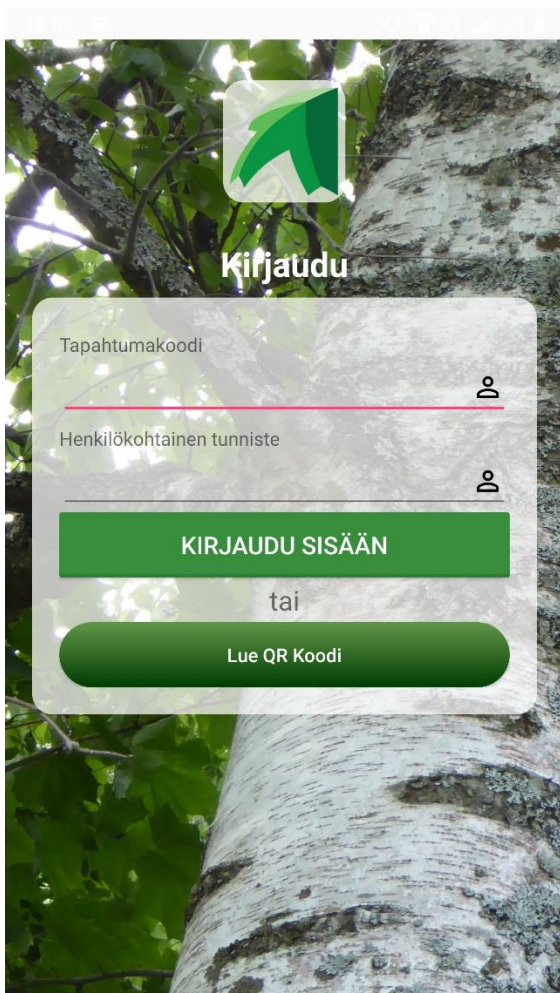 Kirjaudu
Tapahtumakoodi
Henkilökohtainen tunniste
KIRJAUDU SISÄÄN
tai
Lue QR Koodi